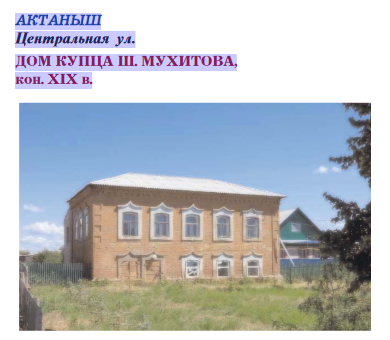 АКТАНЫШ
Центральная ул.
ДОМ КУПЦА Ш. МУХИТОВА,
кон. XIX в.